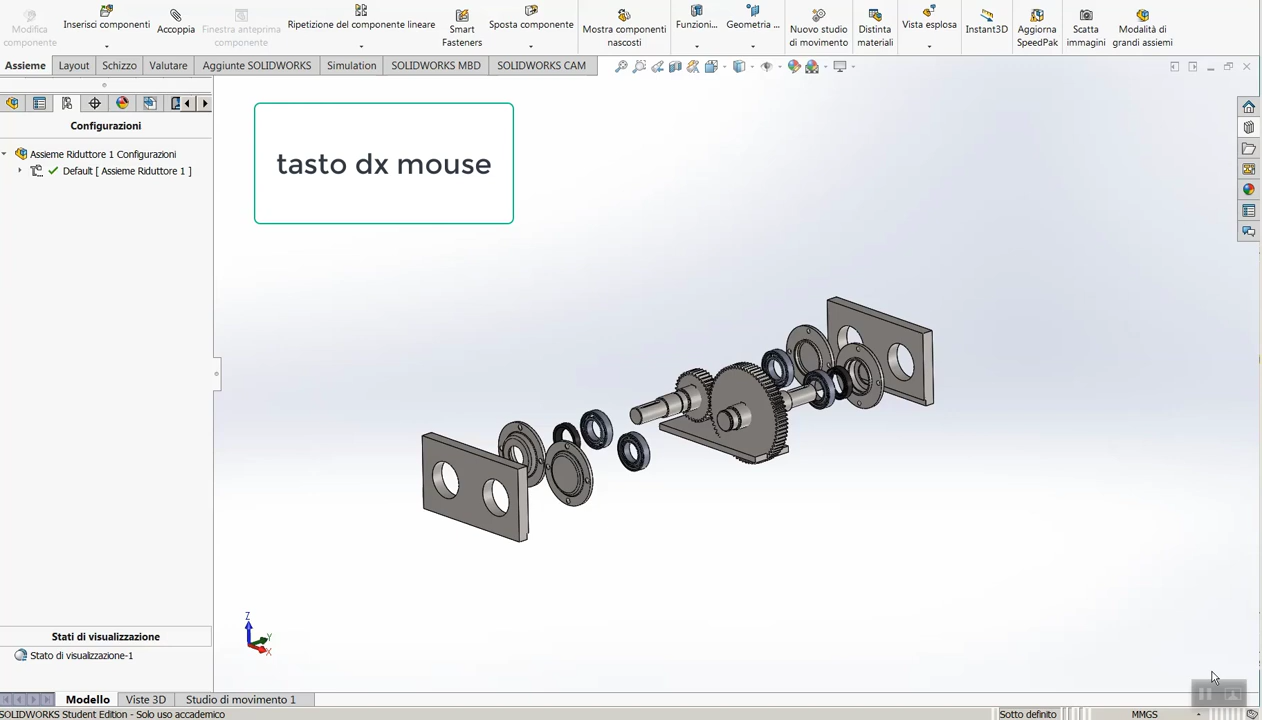 Modifica
componente
Inserisci componenti
Accoppia
Finestra anteprima
componente
Ripetizione del componente lineare
Smart
Fasteners
Sposta componente
Mostra componenti
nascosti
Funzioni...
Geometria ...
Nuovo studio
di movimento
Distinta
materiali
Vista esplosa
Instant3D
Aggiorna
SpeedPak
Scatta
immagini
Modalità di
grandi assiemi
Assieme
Layout
Schizzo
Valutare
Aggiunte SOLIDWORKS
Simulation
SOLIDWORKS MBD
SOLIDWORKS CAM
Configurazioni
Assieme Riduttore 1 Configurazioni
Default [ Assieme Riduttore 1 ]
tasto dx mouse
Z
Y
X
Stati di visualizzazione
Stato di visualizzazione-1
Modello
Viste 3D
Studio di movimento 1
SOLIDWORKS Student Edition - Solo uso accademico
Sotto definito
MMGS